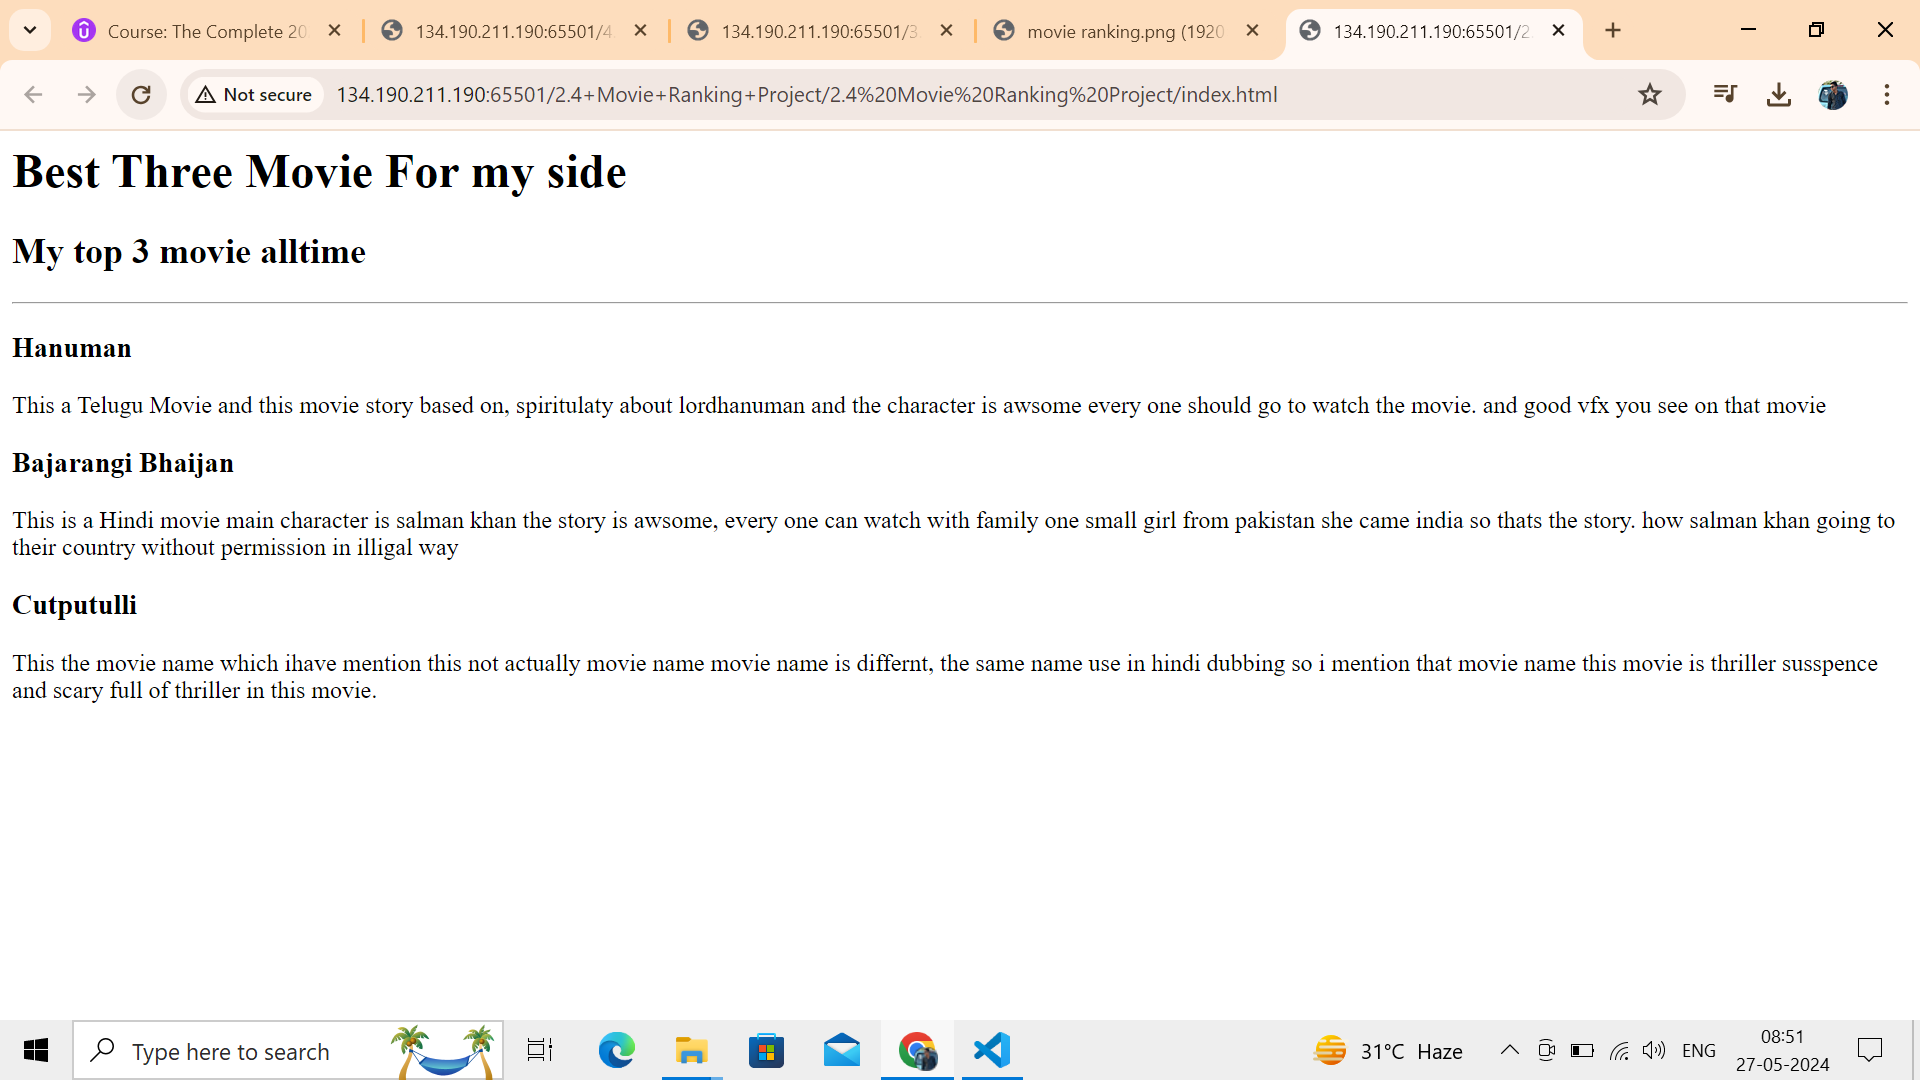 Course: The Complete 20
134.190.211.190:65501/4
134.190.211.190:65501/3
movie ranking.png (1920
134.190.211.190:65501/2
Not secure
134.190.211.190:65501/2.4+Movie+Ranking+Project/2.4%20Movie%20Ranking%20Project/index.html
Best Three Movie For my side
My top 3 movie alltime
Hanuman
This a Telugu Movie and this movie story based on, spiritulaty about lordhanuman and the character is awsome every one should go to watch the movie. and good vfx you see on that movie
Bajarangi Bhaijan
This is a Hindi movie main character is salman khan the story is awsome, every one can watch with family one small girl from pakistan she came india so thats the story. how salman khan going to
their country without permission in illigal way
Cutputulli
This the movie name which ihave mention this not actually movie name movie name is differnt, the same name use in hindi dubbing so i mention that movie name this movie is thriller susspence
and scary full of thriller in this movie.
Type here to search
31°C Haze
ENG
08:51
27-05-2024